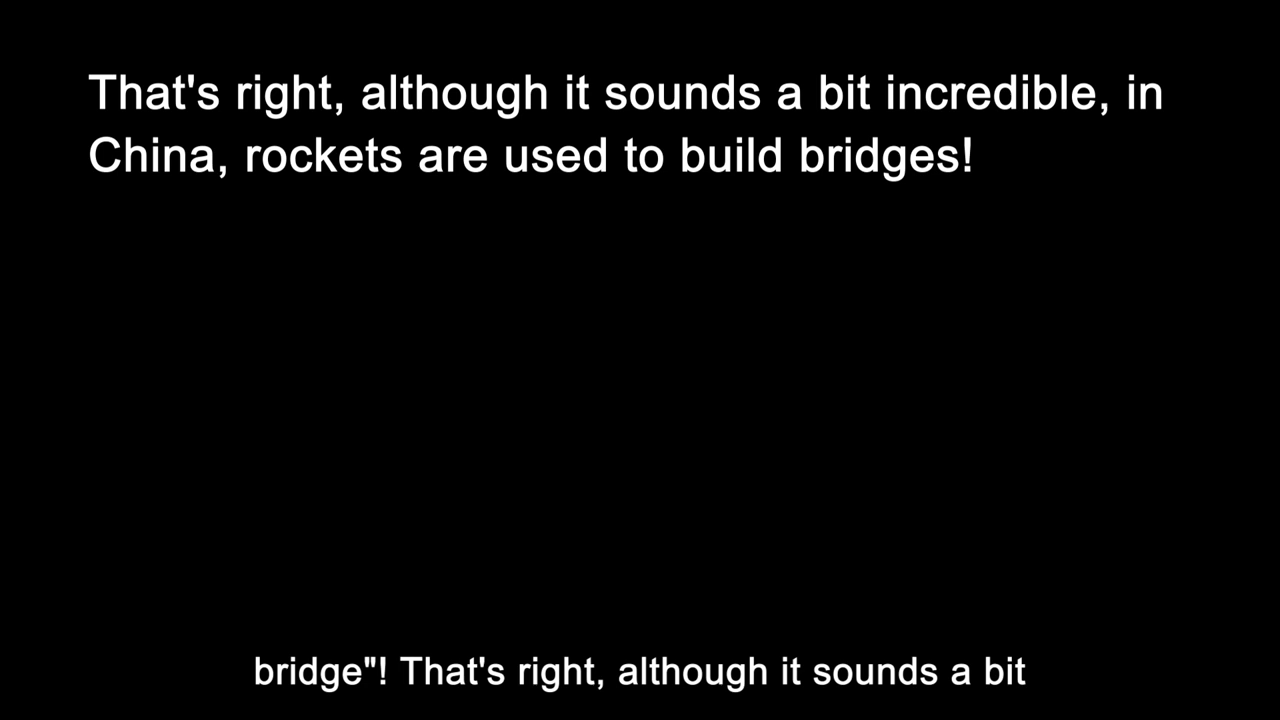 That's right, although it sounds a bit incredible, in
China, rockets are used to build bridges!
bridge"! That's right, although it sounds a bit